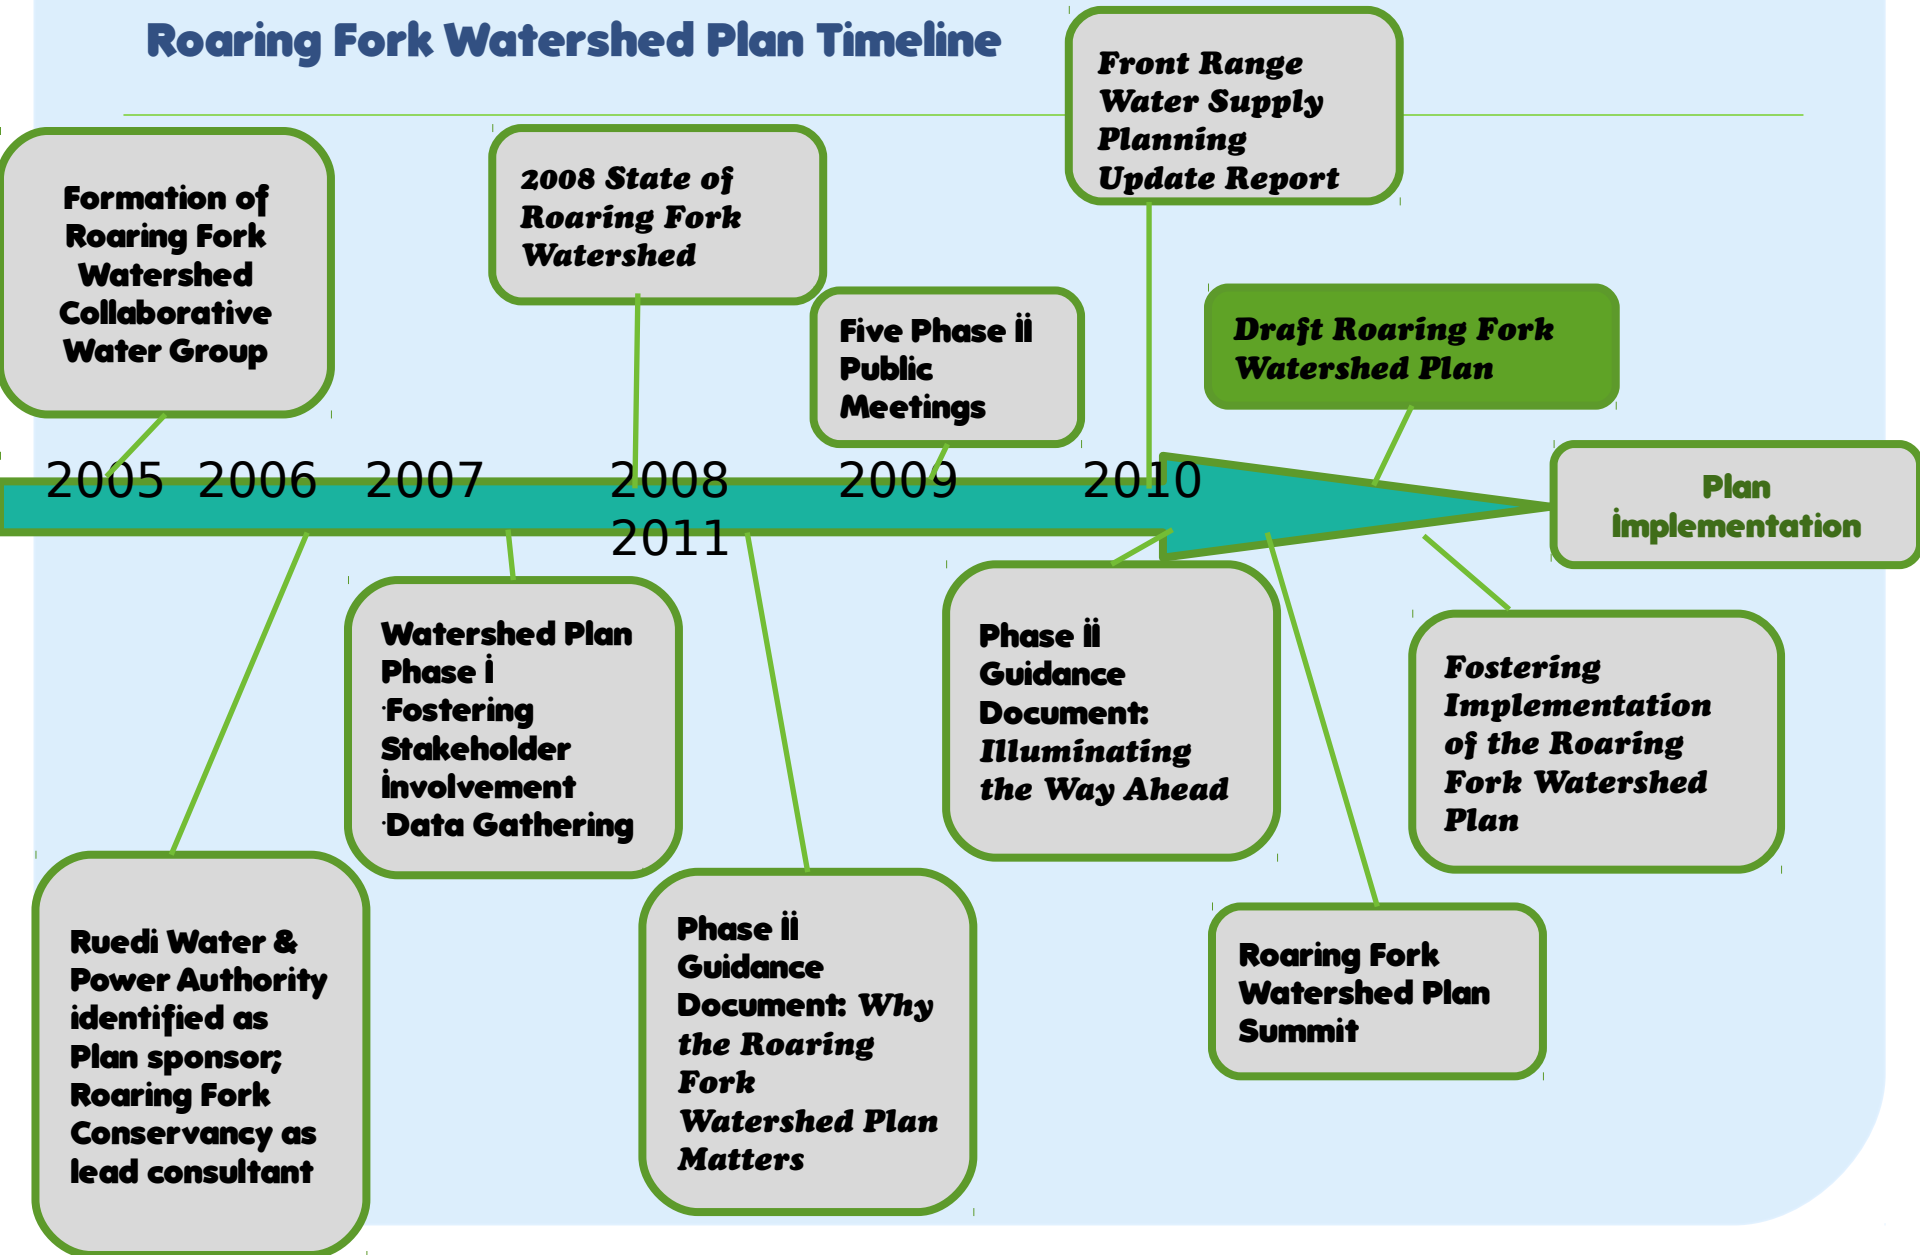 Roaring Fork Watershed Plan Timeline
Front Range
Water Supply
Planning
Update Report
Formation of
Roaring Fork
Watershed
Collaborative
Water Group
2008 State of
Roaring Fork
Watershed
Five Phase II
Public
Meetings
Draft Roaring Fork
Watershed Plan
2005 2006 2007 2008 2009 2010
2011
Plan
Implementation
Watershed Plan
Phase I
·Fostering
Stakeholder
Involvement
·Data Gathering
Phase II
Guidance
Document:
Illuminating
the Way Ahead
Fostering
Implementation
of the Roaring
Fork Watershed
Plan
Ruedi Water &
Power Authority
identified as
Plan sponsor;
Roaring Fork
Conservancy as
lead consultant
Phase II
Guidance
Document: Why
the Roaring
Fork
Watershed Plan
Matters
Roaring Fork
Watershed Plan
Summit